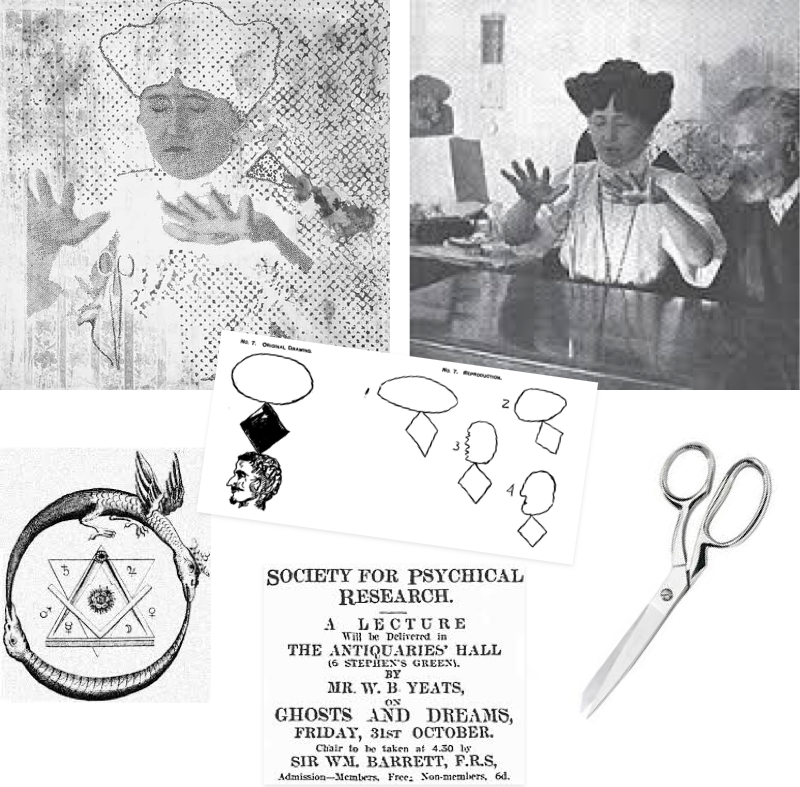 No. 7. Original Drawing.
No. 7. Reproduction.
1
2
3
4
SOCIETY FOR PSYCHICAL
RESEARCH.
A LECTURE
Will be Delivered in
THE ANTIQUARIES' HALL
(6 STEPHEN'S GREEN).
BY
MR. W. B. YEATS,
ON
GHOSTS AND DREAMS,
FRIDAY, 31ST OCTOBER.
Chair to be taken at 4.30 by
SIR WM. BARRETT, F.R.S,
Admission—Members, Free; Non-members, 6d.